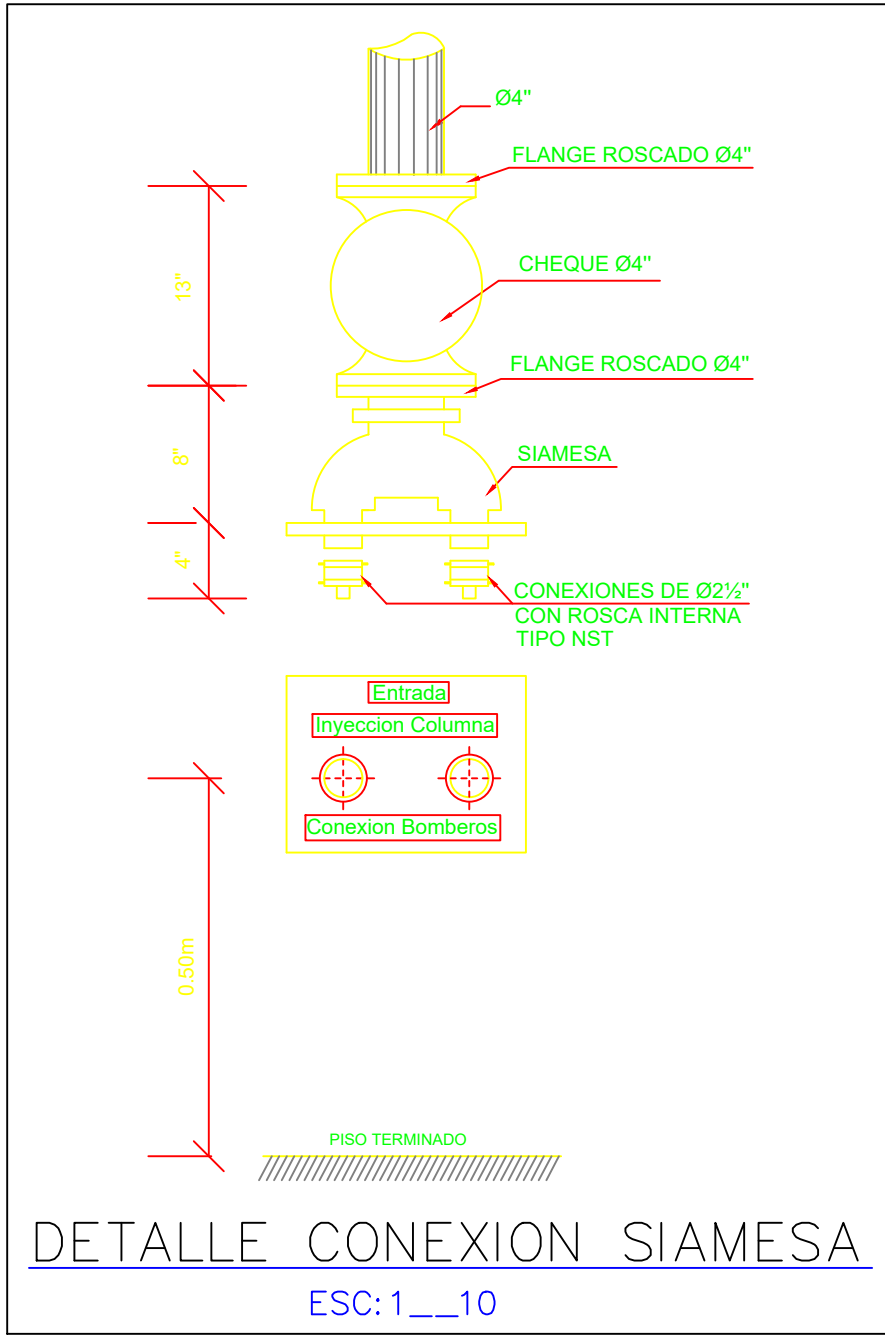 Ø4"
FLANGE ROSCADO Ø4"
13"
CHEQUE Ø4"
FLANGE ROSCADO Ø4"
8"
SIAMESA
4"
CONEXIONES DE Ø2½"
CON ROSCA INTERNA
TIPO NST
Entrada
Inyeccion Columna
Conexion Bomberos
0.50m
PISO TERMINADO
DETALLE CONEXION SIAMESA
ESC: 1__10